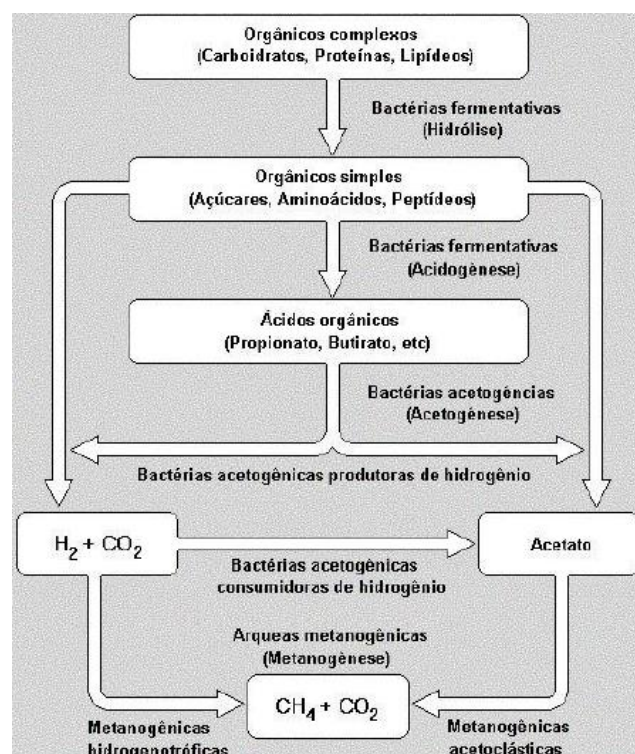 Orgânicos complexos
(Carboidratos, Proteínas, Lipídeos)
Bactérias fermentativas
(Hidrólise)
Orgânicos simples
(Açúcares, Aminoácidos, Peptídeos)
Bactérias fermentativas
(Acidogênese)
Ácidos orgânicos
(Propionato, Butirato, etc)
Bactérias acetogências
(Acetogênese)
Bactérias acetogênicas produtoras de hidrogênio
H2 + CO2
Acetato
Bactérias acetogênicas
consumidoras de hidrogênio
Arqueas metanogênicas
(Metanogênese)
CH4 + CO2
Metanogênicas
hidrogenotróficas
Metanogênicas
acetoclásticas